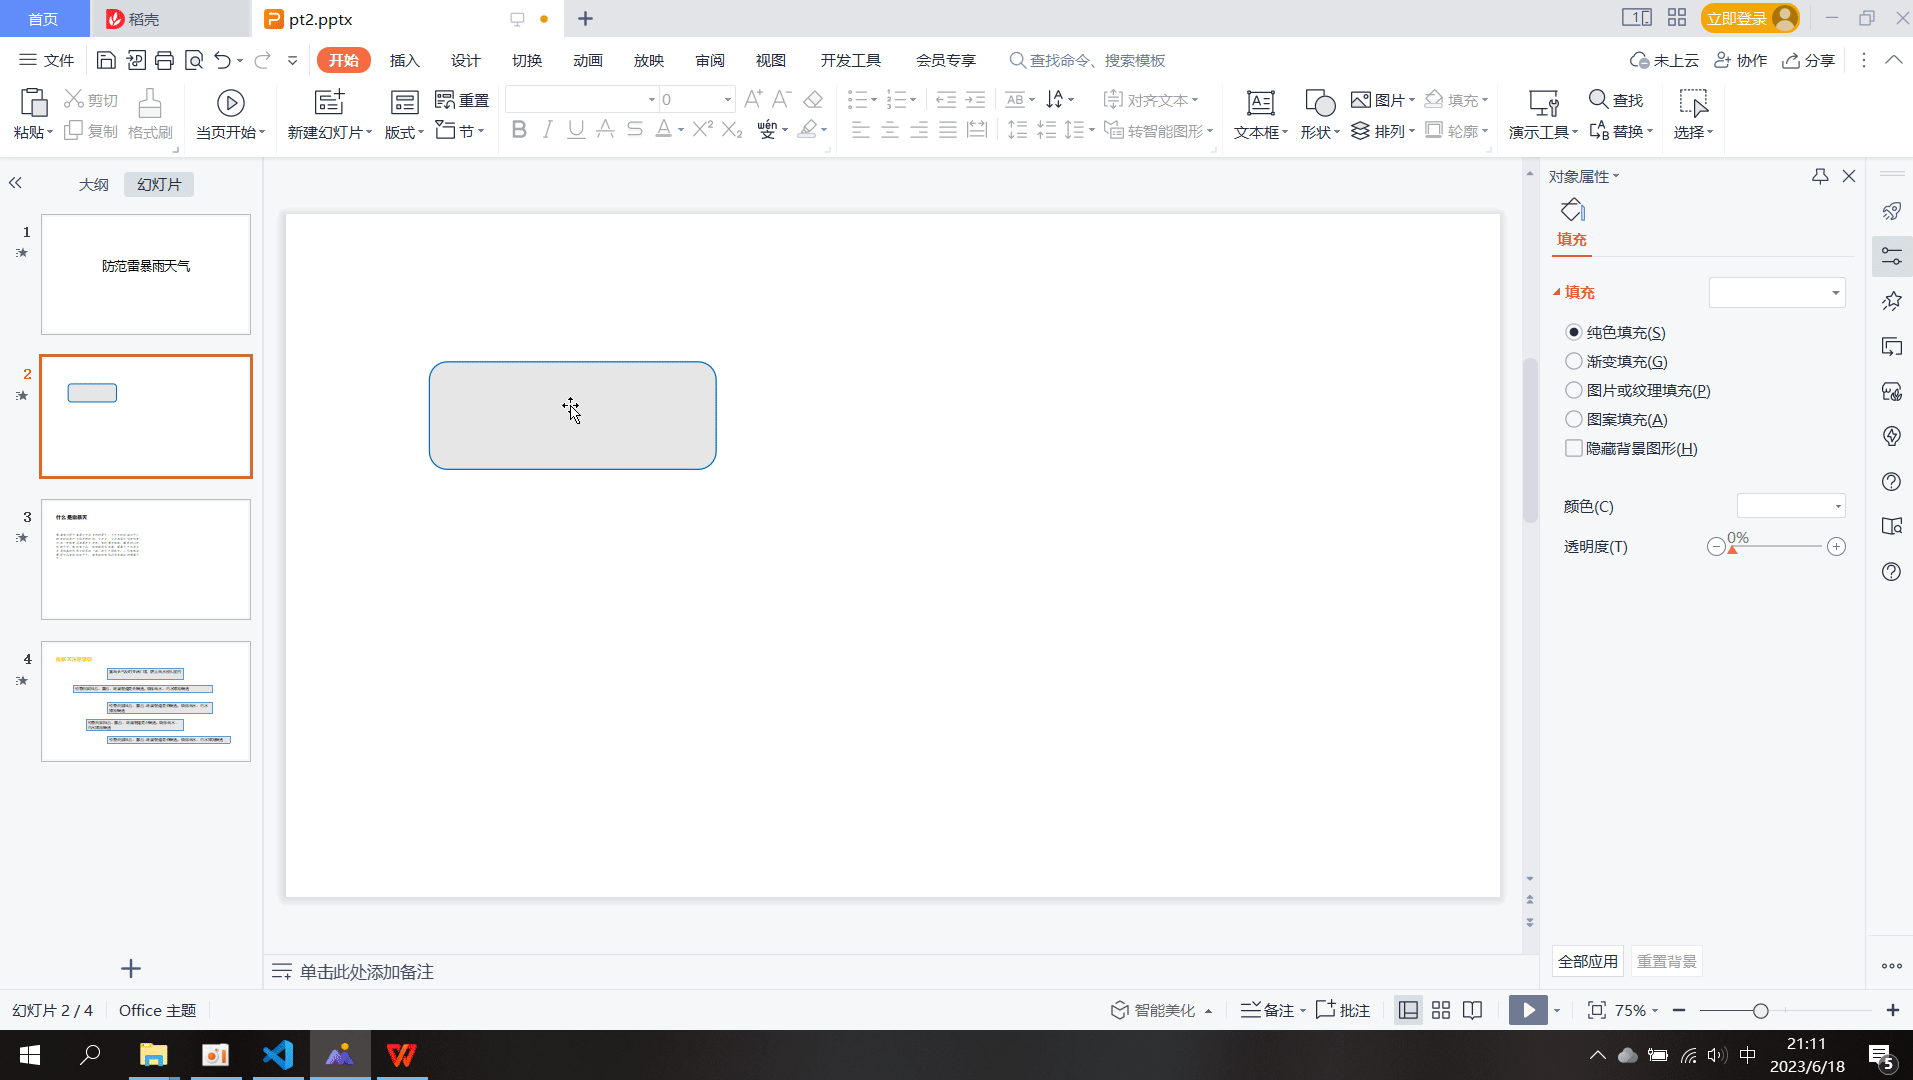 首页
稻壳
pt2.pptx
1
立即登录
文件
开始
插入
设计
切换
动画
放映
审阅
视图
开发工具
会员专享
查找命令、搜索模板
未上云
协作
分享
粘贴
剪切
复制
格式刷
当页开始
新建幻灯片
版式
重置
节
0
对齐文本
转智能图形
文本框
形状
图片
排列
填充
轮廓
演示工具
查找
替换
选择
大纲
幻灯片
1
防范雷暴雨天气
2
3
4
对象属性
填充
填充
纯色填充(S)
渐变填充(G)
图片或纹理填充(P)
图案填充(A)
隐藏背景图形(H)
颜色(C)
透明度(T)
0%
全部应用
重置背景
单击此处添加备注
幻灯片 2 / 4
Office 主题
智能美化
备注
批注
75%
中
21:11
2023/6/18
5